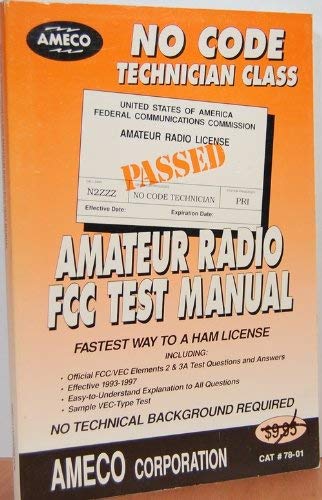 AMECO
NO CODE
TECHNICIAN CLASS
UNITED STATES OF AMERICA
FEDERAL COMMUNICATIONS COMMISSION
AMATEUR RADIO LICENSE
PASSED
N2ZZZ
NO CODE TECHNICIAN
PRI
Effective Date:
Expiration Date:
AMATEUR RADIO
FCC TEST MANUAL
FASTEST WAY TO A HAM LICENSE
INCLUDING:
• Official FCC/VEC Elements 2 & 3A Test Questions and Answers
• Effective 1993-1997
• Easy-to-Understand Explanation to All Questions
• Sample VEC-Type Test
NO TECHNICAL BACKGROUND REQUIRED
$9.95
AMECO CORPORATION
CAT # 78-01